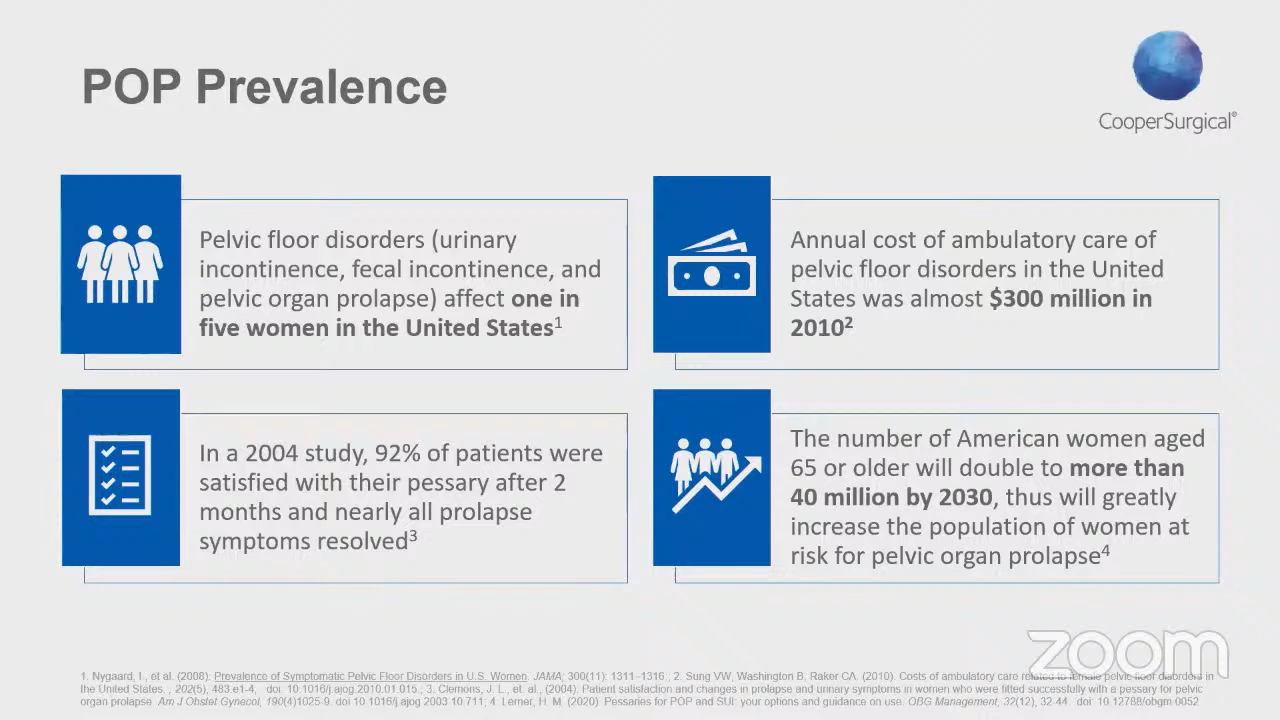 POP Prevalence
CooperSurgical®
Pelvic floor disorders (urinary
incontinence, fecal incontinence, and
pelvic organ prolapse) affect one in
five women in the United States1
Annual cost of ambulatory care of
pelvic floor disorders in the United
States was almost $300 million in
20102
In a 2004 study, 92% of patients were
satisfied with their pessary after 2
months and nearly all prolapse
symptoms resolved3
The number of American women aged
65 or older will double to more than
40 million by 2030, thus will greatly
increase the population of women at
risk for pelvic organ prolapse4
zoom
1. Nygaard, I., et al. (2008). Prevalence of Symptomatic Pelvic Floor Disorders in U.S. Women. JAMA, 300(11): 1311–1316.; 2. Sung VW, Washington B, Raker CA. (2010). Costs of ambulatory care related to female pelvic floor disorders in
the United States. , 202(5), 483.e1-4, doi: 10.1016/j.ajog.2010.01.015.; 3. Clemons, J. L., et. al., (2004). Patient satisfaction and changes in prolapse and urinary symptoms in women who were fitted successfully with a pessary for pelvic
organ prolapse. Am J Obstet Gynecol, 190(4)1025-9. doi 10.1016/j.ajog 2003.10.711; 4. Lerner, H. M. (2020). Pessaries for POP and SUI: your options and guidance on use. OBG Management, 32(12), 32-44 doi: 10.12788/obgm 0052